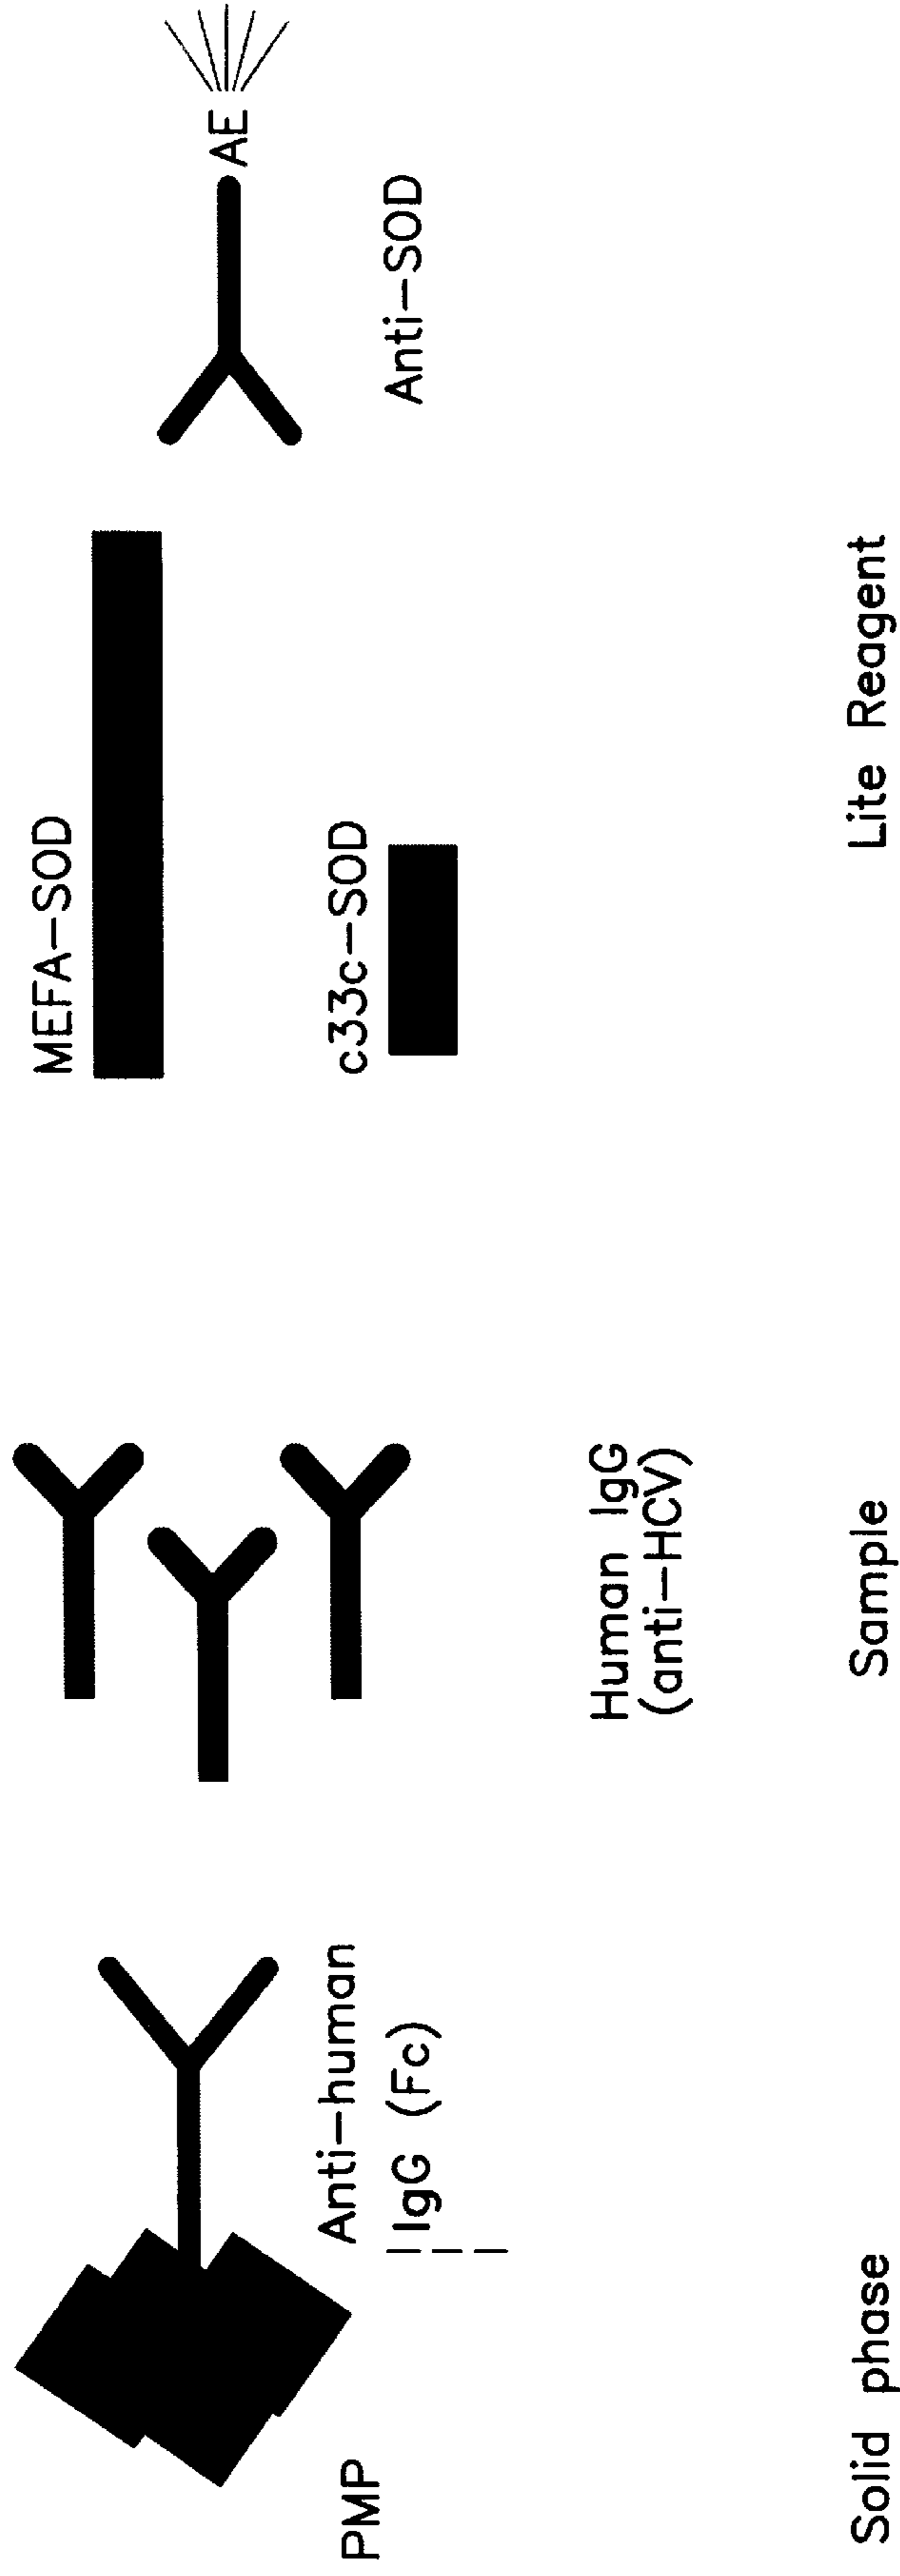 PMP
Anti-human
IgG (Fc)
Solid phase
Human IgG
(anti-HCV)
Sample
MEFA-SOD
c33c-SOD
Lite Reagent
AE
Anti-SOD